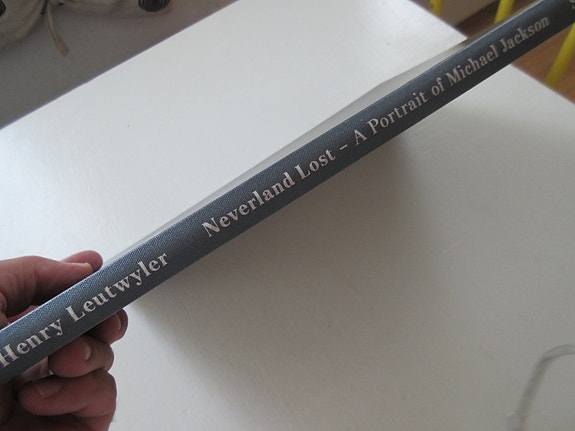 Henry Leutwyler Neverland Lost – A Portrait of Michael Jackson